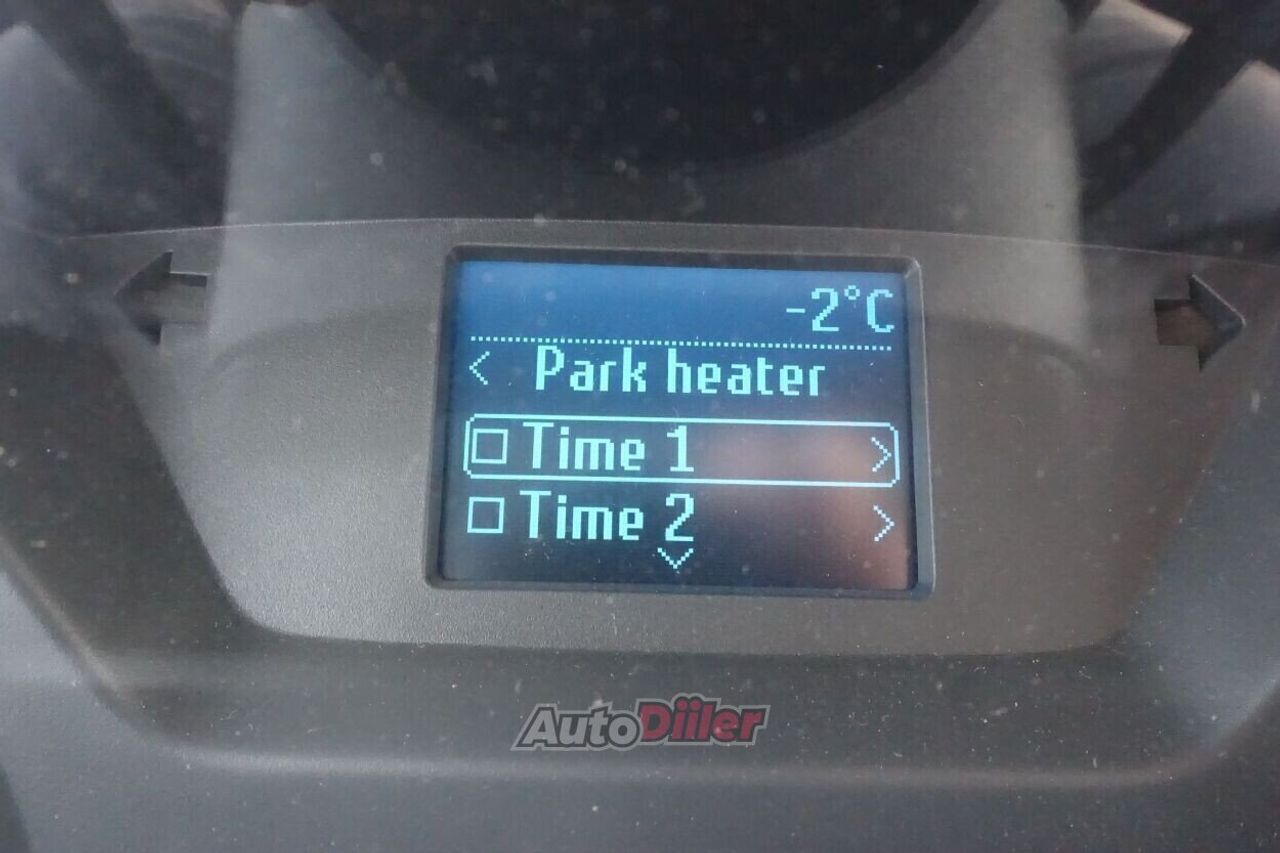 -2°C
< Park heater
Time 1 >
Time 2 >
AutoDiiler